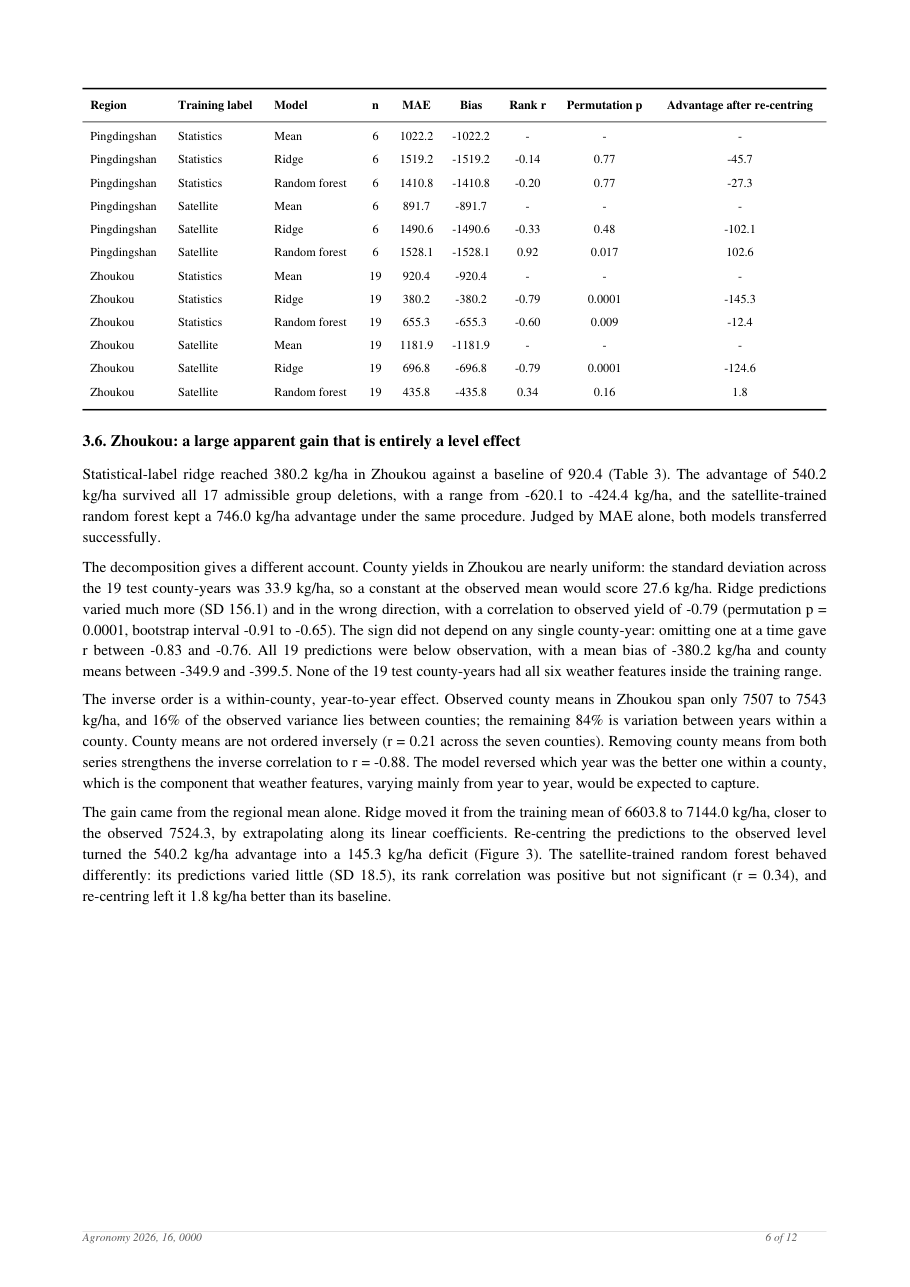 Region Training label Model n MAE Bias Rank r Permutation p Advantage after re-centring
Pingdingshan Statistics Mean 6 1022.2 -1022.2 - - -
Pingdingshan Statistics Ridge 6 1519.2 -1519.2 -0.14 0.77 -45.7
Pingdingshan Statistics Random forest 6 1410.8 -1410.8 -0.20 0.77 -27.3
Pingdingshan Satellite Mean 6 891.7 -891.7 - - -
Pingdingshan Satellite Ridge 6 1490.6 -1490.6 -0.33 0.48 -102.1
Pingdingshan Satellite Random forest 6 1528.1 -1528.1 0.92 0.017 102.6
Zhoukou Statistics Mean 19 920.4 -920.4 - - -
Zhoukou Statistics Ridge 19 380.2 -380.2 -0.79 0.0001 -145.3
Zhoukou Statistics Random forest 19 655.3 -655.3 -0.60 0.009 -12.4
Zhoukou Satellite Mean 19 1181.9 -1181.9 - - -
Zhoukou Satellite Ridge 19 696.8 -696.8 -0.79 0.0001 -124.6
Zhoukou Satellite Random forest 19 435.8 -435.8 0.34 0.16 1.8
3.6. Zhoukou: a large apparent gain that is entirely a level effect
Statistical-label ridge reached 380.2 kg/ha in Zhoukou against a baseline of 920.4 (Table 3). The advantage of 540.2
kg/ha survived all 17 admissible group deletions, with a range from -620.1 to -424.4 kg/ha, and the satellite-trained
random forest kept a 746.0 kg/ha advantage under the same procedure. Judged by MAE alone, both models transferred
successfully.
The decomposition gives a different account. County yields in Zhoukou are nearly uniform: the standard deviation across
the 19 test county-years was 33.9 kg/ha, so a constant at the observed mean would score 27.6 kg/ha. Ridge predictions
varied much more (SD 156.1) and in the wrong direction, with a correlation to observed yield of -0.79 (permutation p =
0.0001, bootstrap interval -0.91 to -0.65). The sign did not depend on any single county-year: omitting one at a time gave
r between -0.83 and -0.76. All 19 predictions were below observation, with a mean bias of -380.2 kg/ha and county
means between -349.9 and -399.5. None of the 19 test county-years had all six weather features inside the training range.
The inverse order is a within-county, year-to-year effect. Observed county means in Zhoukou span only 7507 to 7543
kg/ha, and 16% of the observed variance lies between counties; the remaining 84% is variation between years within a
county. County means are not ordered inversely (r = 0.21 across the seven counties). Removing county means from both
series strengthens the inverse correlation to r = -0.88. The model reversed which year was the better one within a county,
which is the component that weather features, varying mainly from year to year, would be expected to capture.
The gain came from the regional mean alone. Ridge moved it from the training mean of 6603.8 to 7144.0 kg/ha, closer to
the observed 7524.3, by extrapolating along its linear coefficients. Re-centring the predictions to the observed level
turned the 540.2 kg/ha advantage into a 145.3 kg/ha deficit (Figure 3). The satellite-trained random forest behaved
differently: its predictions varied little (SD 18.5), its rank correlation was positive but not significant (r = 0.34), and
re-centring left it 1.8 kg/ha better than its baseline.
Agronomy 2026, 16, 0000 6 of 12